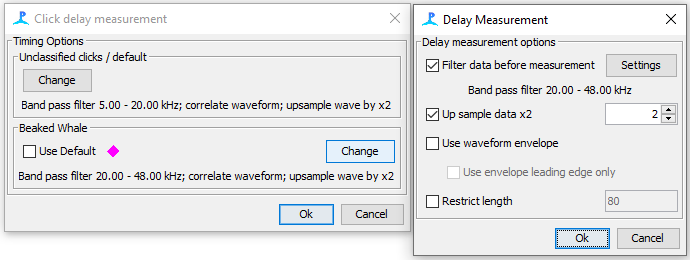 Click delay measurement
Timing Options
Unclassified clicks / default
Change
Band pass filter 5.00 - 20.00 kHz; correlate waveform; upsample wave by x2
Beaked Whale
Use Default
Change
Band pass filter 20.00 - 48.00 kHz; correlate waveform; upsample wave by x2
Ok
Cancel
Delay Measurement
Delay measurement options
Filter data before measurement
Settings
Band pass filter 20.00 - 48.00 kHz
Up sample data x2
2
Use waveform envelope
Use envelope leading edge only
Restrict length
80
Ok
Cancel